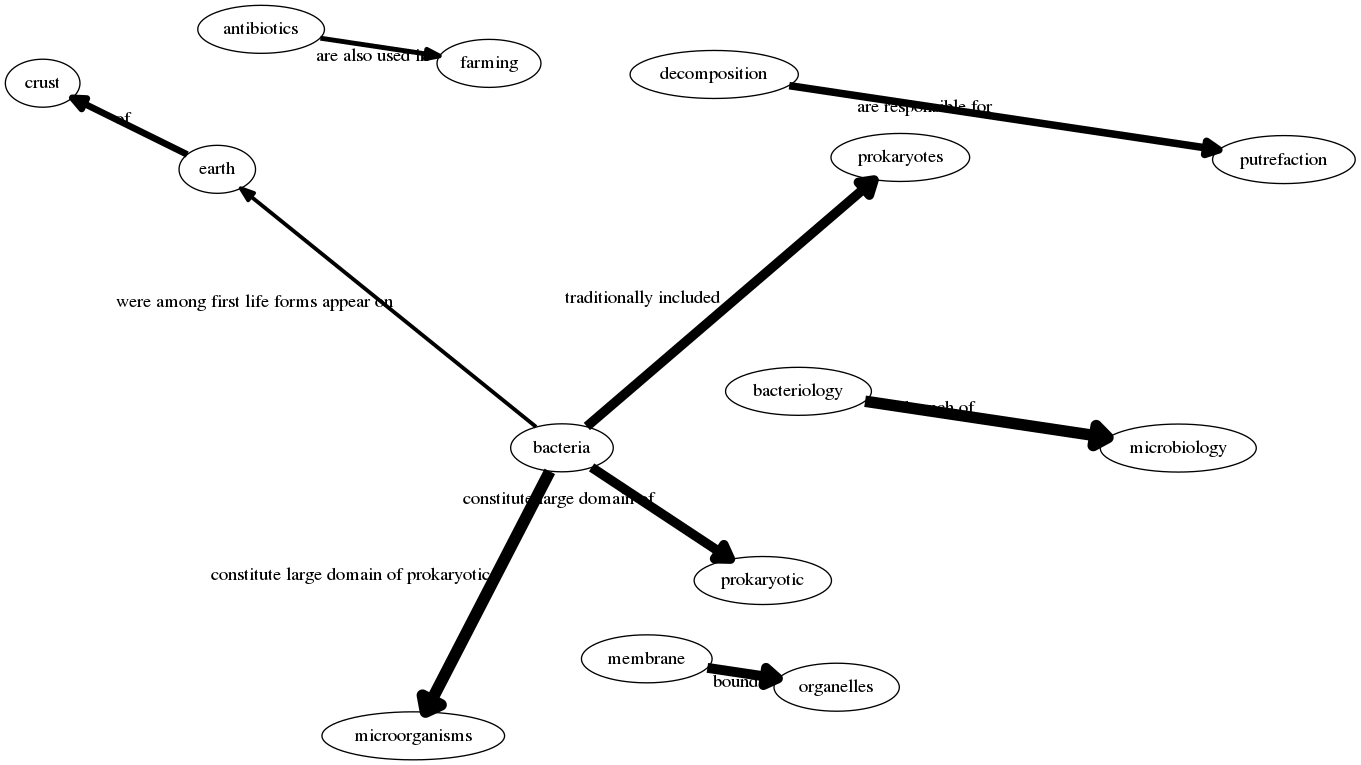 antibiotics
are also used in
farming
crust
of
earth
decomposition
are responsible for
putrefaction
prokaryotes
were among first life forms appear on
traditionally included
bacteriology
branch of
microbiology
bacteria
constitute large domain of
constitute large domain of prokaryotic
prokaryotic
membrane
bound
organelles
microorganisms